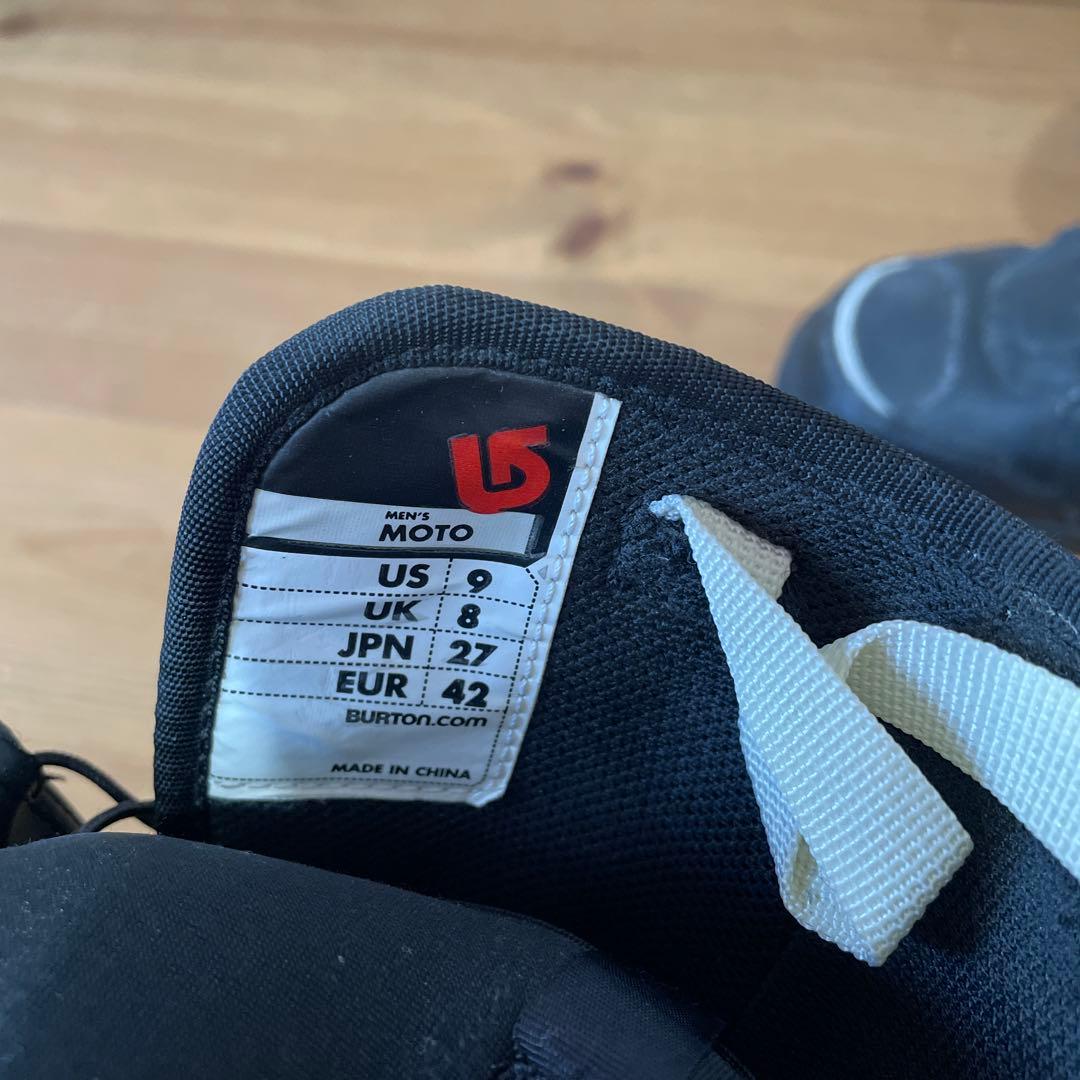 MEN'S
MOTO
US 9
UK 8
JPN 27
EUR 42
BURTON.COM
MADE IN CHINA